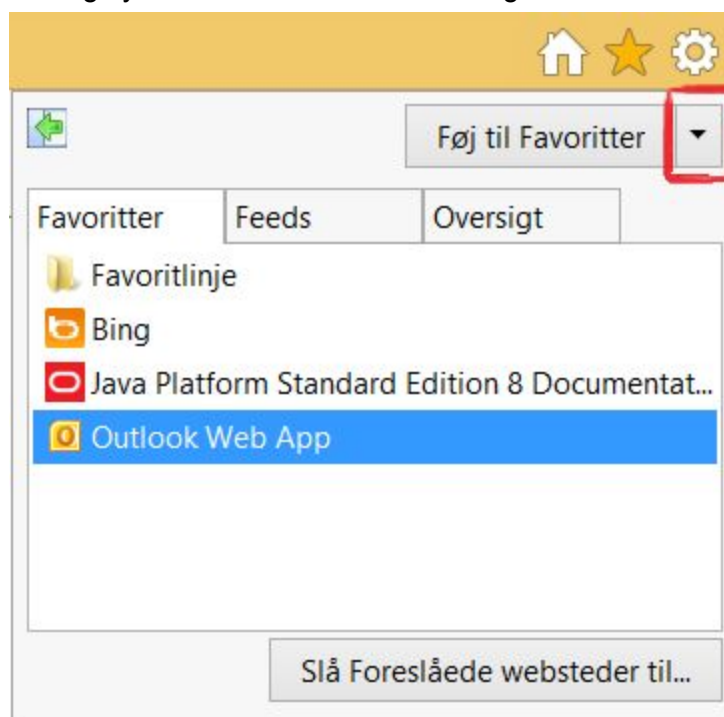 Føj til Favoritter
Favoritter Feeds Oversigt
Favoritlinje
Bing
Java Platform Standard Edition 8 Documentat...
Outlook Web App
Slå Foreslåede websteder til...